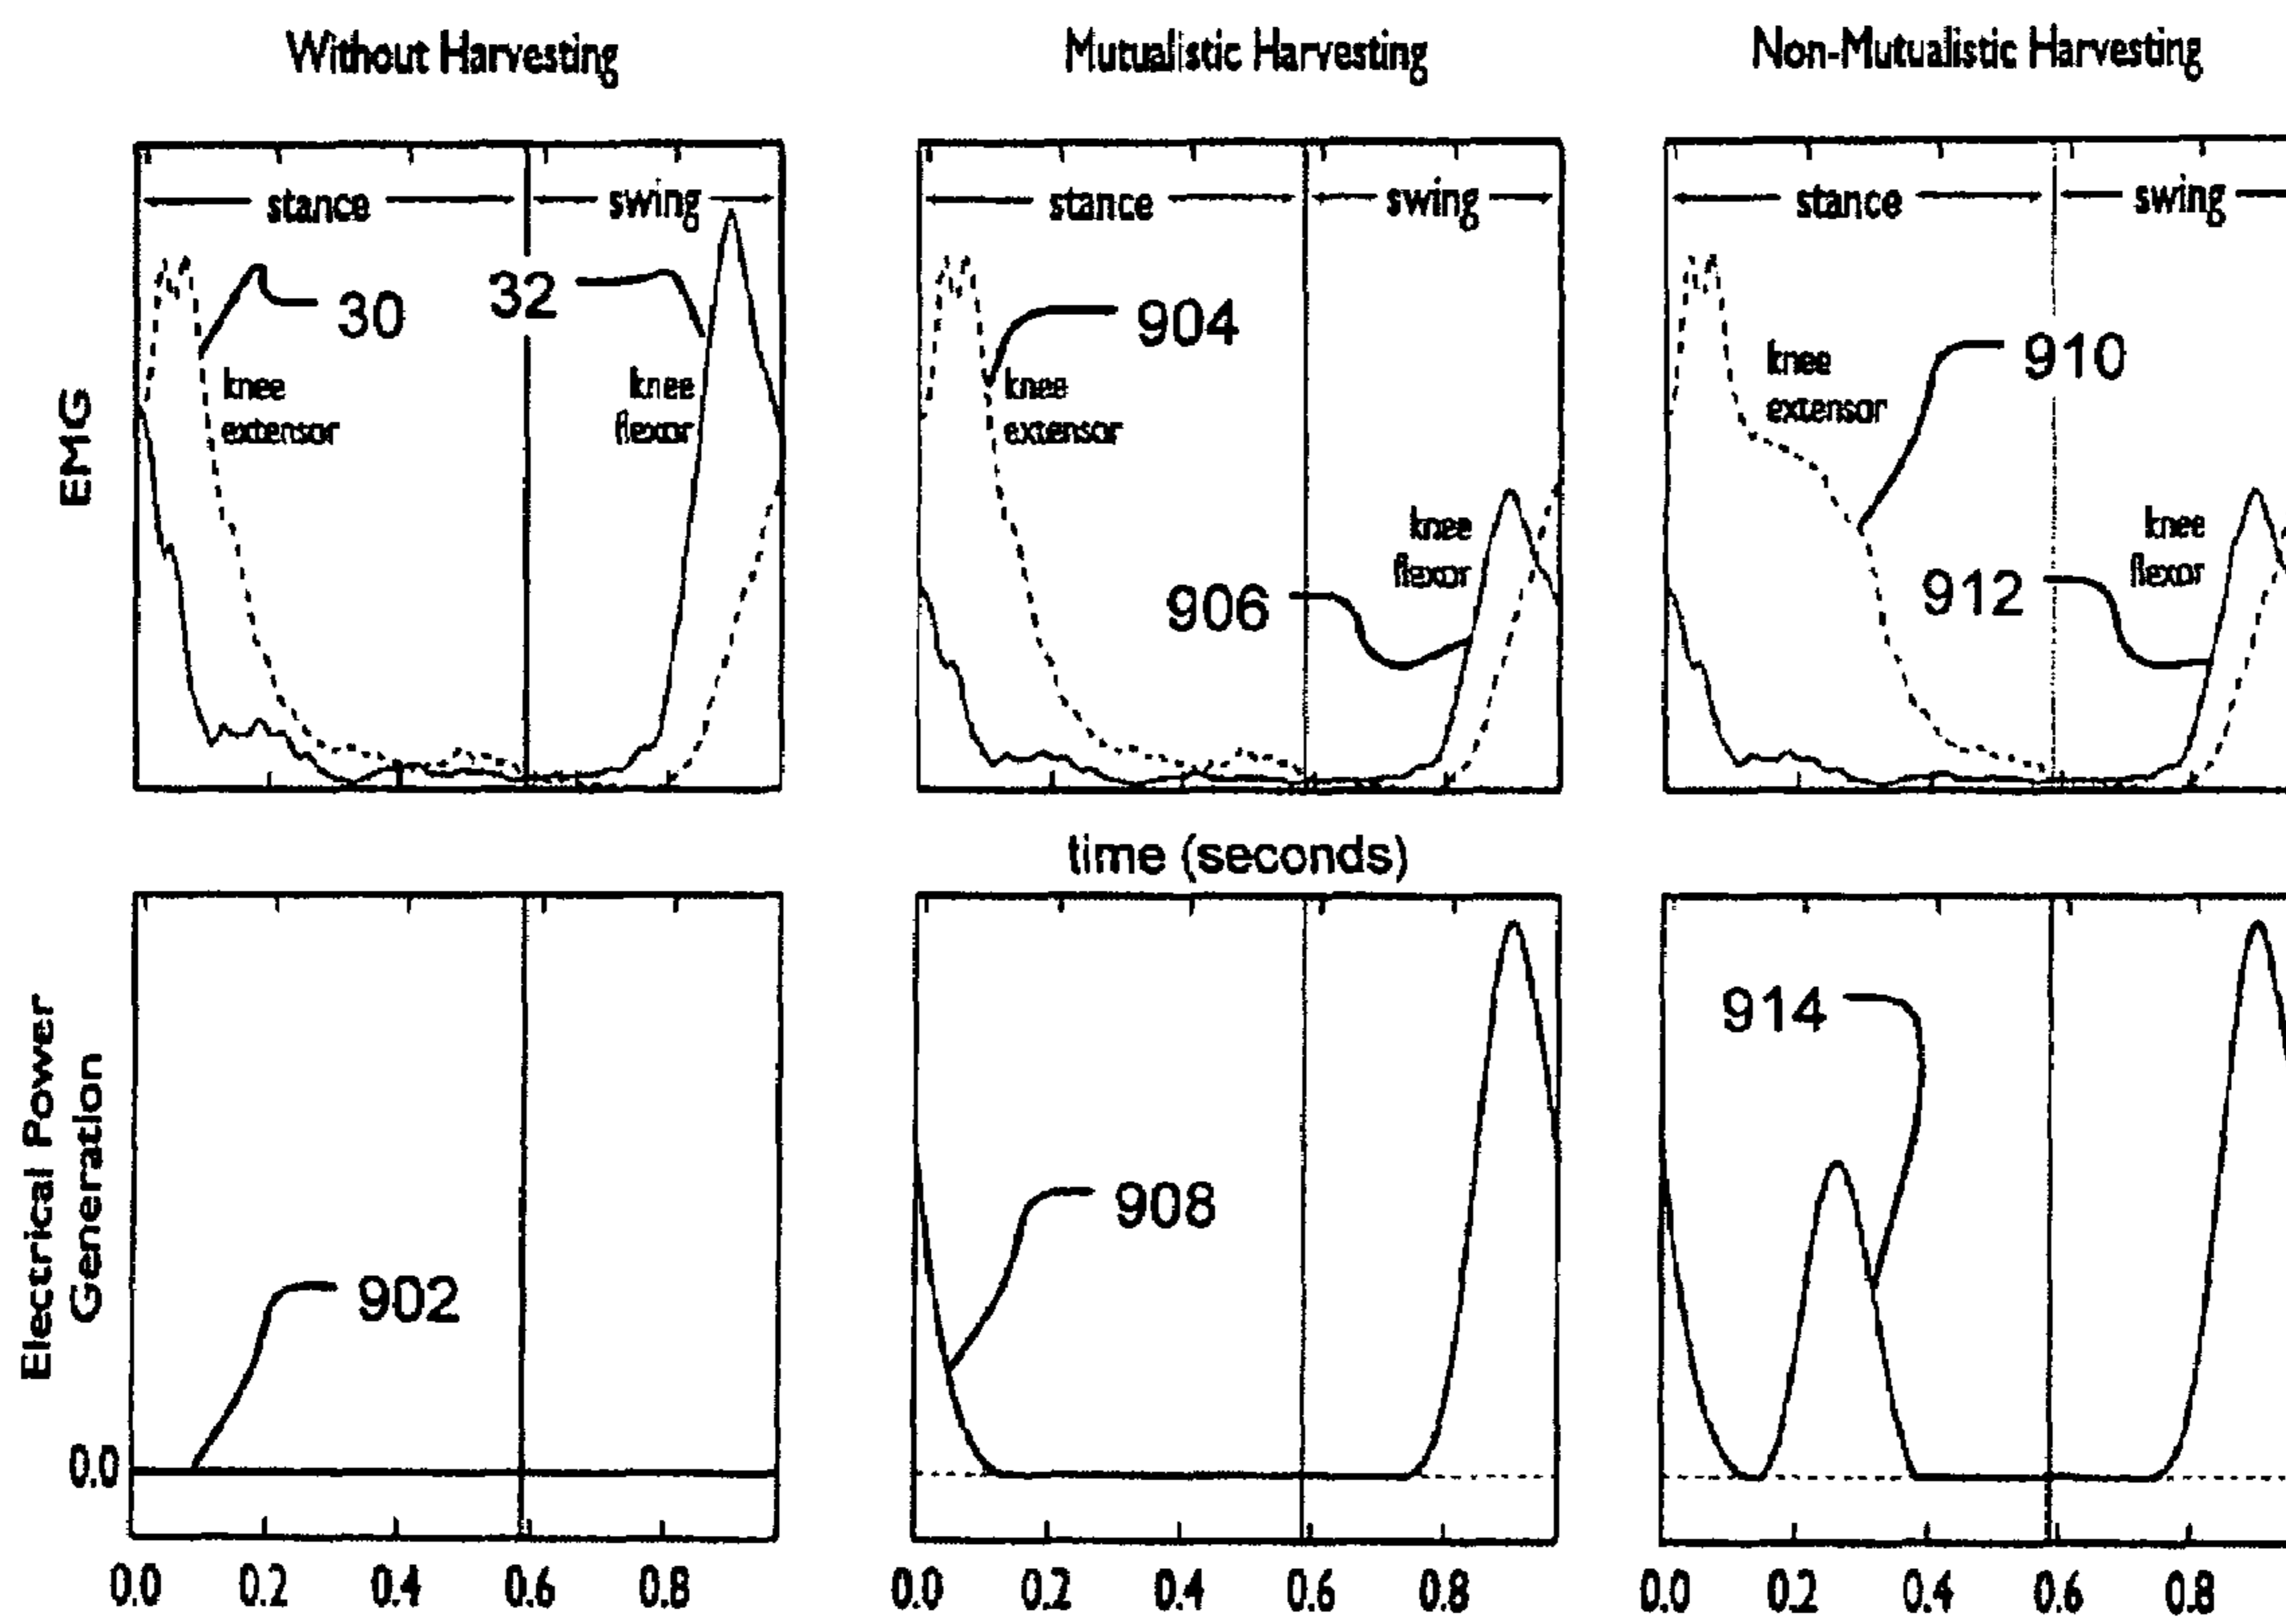 Without Harvesting
Mutualistic Harvesting
Non-Mutualistic Harvesting
EMG
stance
swing
30
32
knee
extensor
knee
flexor
stance
swing
904
knee
extensor
knee
flexor
906
stance
swing
knee
extensor
910
knee
flexor
912
time (seconds)
Electrical Power
Generation
902
0.0
908
914
0.0 0.2 0.4 0.6 0.8
0.0 0.2 0.4 0.6 0.8
0.0 0.2 0.4 0.6 0.8